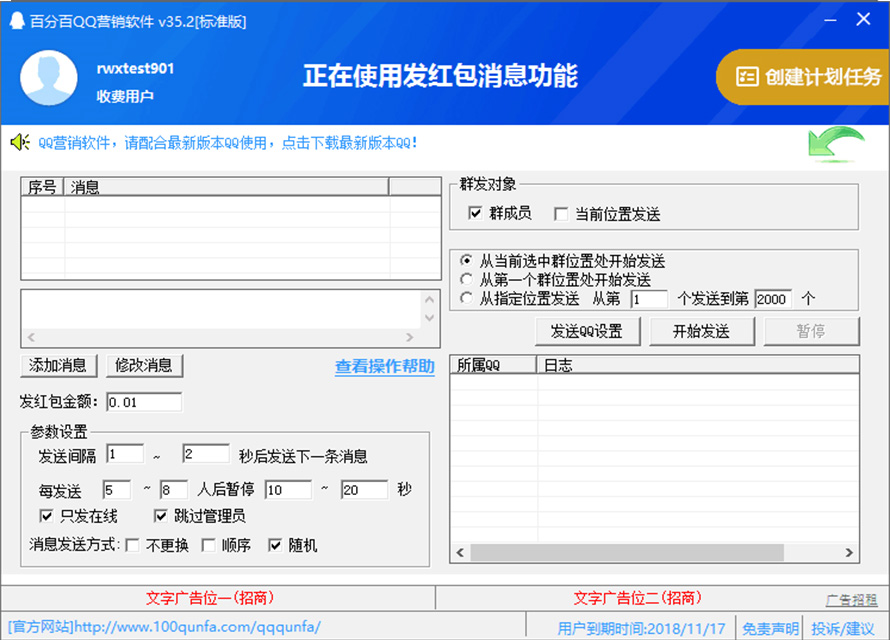 百分百QQ营销软件 v35.2[标准版]
rwxtest901
收费用户
正在使用发红包消息功能
创建计划任务
QQ营销软件，请配合最新版本QQ使用，点击下载最新版本QQ!
序号 消息
群发对象
群成员 当前位置发送
从当前选中群位置处开始发送
从第一个群位置处开始发送
从指定位置发送 从第 1 个发送到第 2000 个
发送QQ设置 开始发送 暂停
添加消息 修改消息 查看操作帮助
所属QQ 日志
发红包金额: 0.01
参数设置
发送间隔 1 ~ 2 秒后发送下一条消息
每发送 5 ~ 8 人后暂停 10 ~ 20 秒
只发在线 跳过管理员
消息发送方式: 不更换 顺序 随机
文字广告位一(招商) 文字广告位二(招商) 广告招租
[官方网站]http://www.100qunfa.com/qqqunfa/ 用户到期时间:2018/11/17 免责声明 投诉/建议